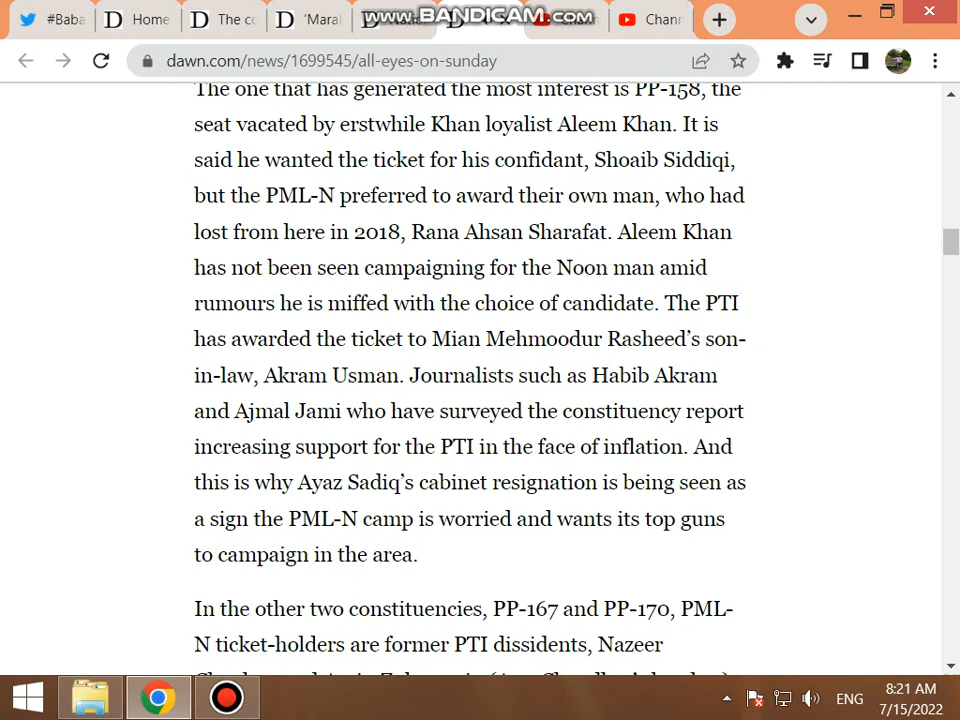 #Baba
Home
The co
'Maral
www.BANDICAM.com
Chann
dawn.com/news/1699545/all-eyes-on-sunday
The one that has generated the most interest is PP-158, the
seat vacated by erstwhile Khan loyalist Aleem Khan. It is
said he wanted the ticket for his confidant, Shoaib Siddiqi,
but the PML-N preferred to award their own man, who had
lost from here in 2018, Rana Ahsan Sharafat. Aleem Khan
has not been seen campaigning for the Noon man amid
rumours he is miffed with the choice of candidate. The PTI
has awarded the ticket to Mian Mehmoodur Rasheed's son-
in-law, Akram Usman. Journalists such as Habib Akram
and Ajmal Jami who have surveyed the constituency report
increasing support for the PTI in the face of inflation. And
this is why Ayaz Sadiq's cabinet resignation is being seen as
a sign the PML-N camp is worried and wants its top guns
to campaign in the area.
In the other two constituencies, PP-167 and PP-170, PML-
N ticket-holders are former PTI dissidents, Nazeer
ENG
8:21 AM
7/15/2022